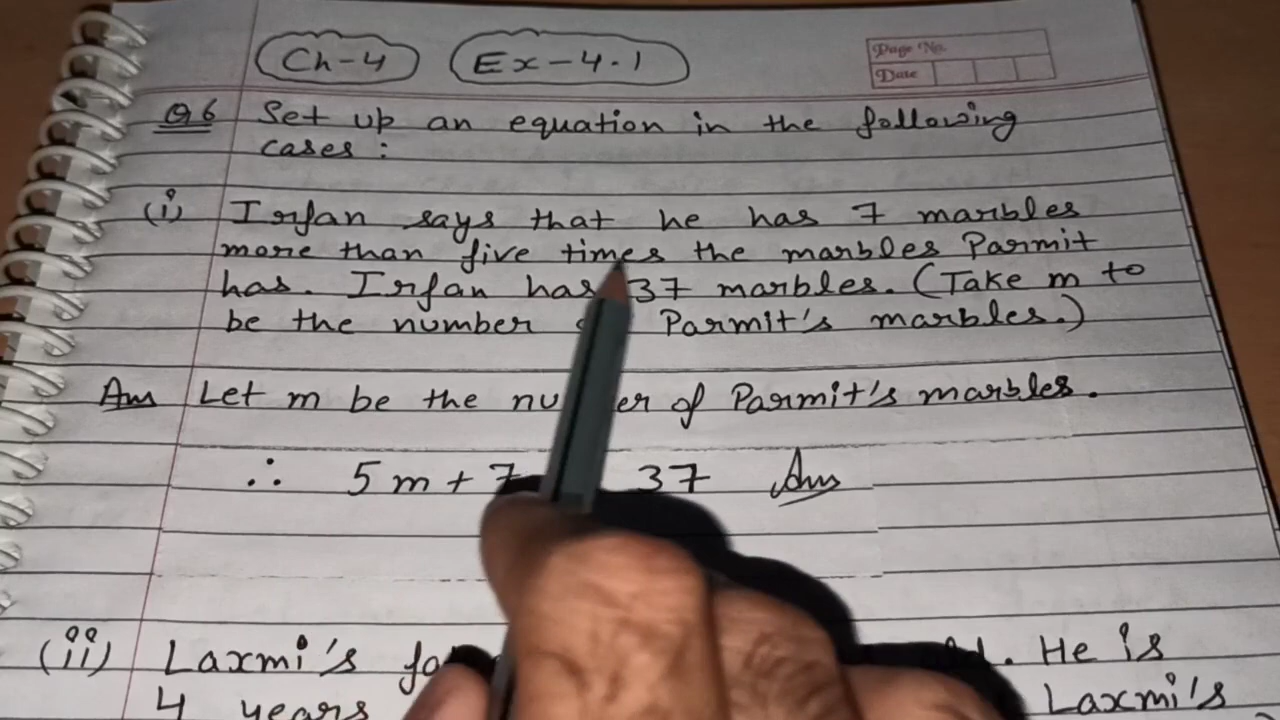 Ch-4 Ex-4.1
Page No.
Date
Q6 Set up an equation in the following
cases:
(i) Irfan says that he has 7 marbles
more than five times the marbles Parmit
has. Irfan has 37 marbles. (Take m to
be the number Parmit's marbles.)
Ans Let m be the of Parmit's marbles.
∴ 5m + 7 37 Ans
(ii) Laxmi's He is
4 years Laxmi's